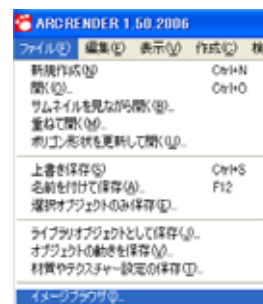 ARCRENDER 1.50.2006
ファイル(F) 編集(E) 表示(V) 作成(C) 検
新規作成(N) Ctrl+N
開く(O)... Ctrl+O
サムネイルを見ながら開く(B)...
重ねて開く(M)...
ポリゴン形状を更新して開く(U)...
上書き保存(S) Ctrl+S
名前を付けて保存(A)... F12
選択オブジェクトのみ保存(E)...
ライブラリオブジェクトとして保存(J)...
オブジェクトの動きを保存(V)...
材質やテクスチャー設定の保存(T)...
イメージブラウザ(I)...